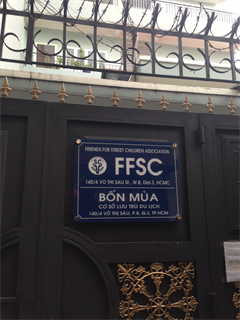 FRIENDS FOR STREET CHILDREN ASSOCIATION
FFSC
140/4 VO THI SAU St., W.8, Dist.3, HCMC
BỐN MÙA
CƠ SỞ LƯU TRÚ DU LỊCH
140/4 VÕ THỊ SÁU, P.8, Q.3, TP.HCM